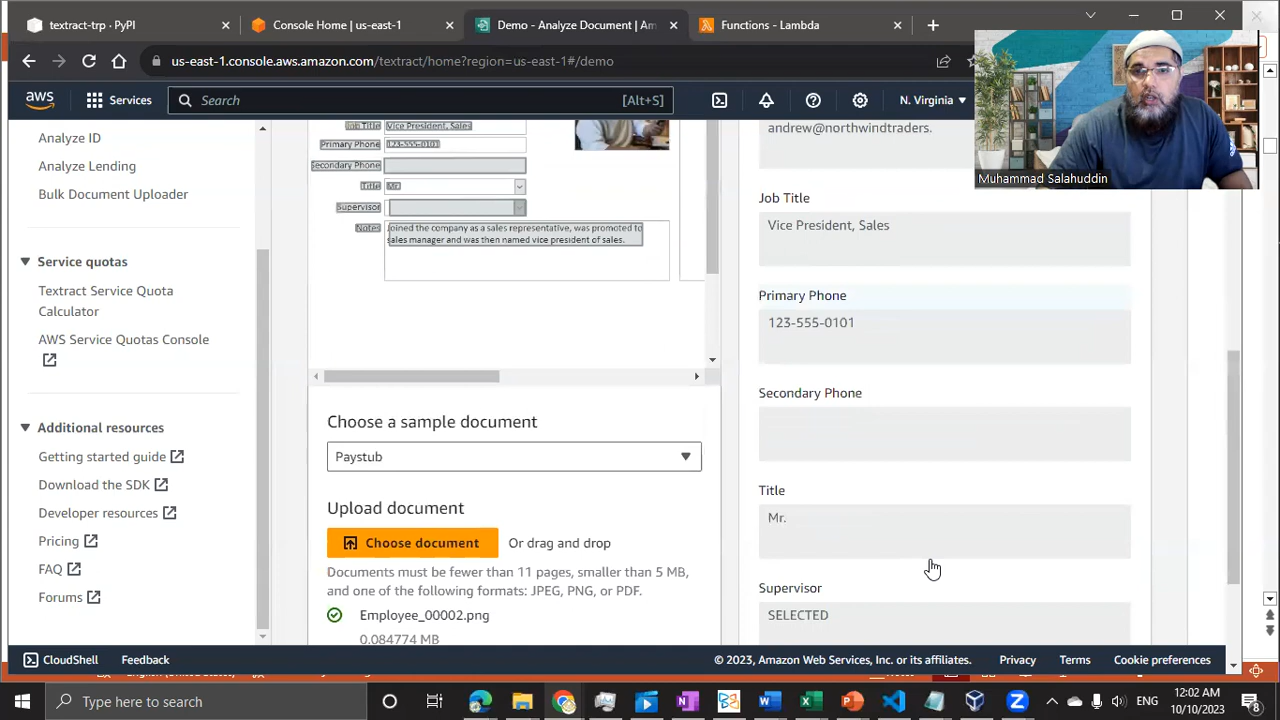 textract-trp · PyPI
Console Home | us-east-1
Demo - Analyze Document | Am
Functions - Lambda
us-east-1.console.aws.amazon.com/textract/home?region=us-east-1#/demo
aws
Services
Search
[Alt+S]
N. Virginia
Muhammad Salahuddin
Analyze ID
Analyze Lending
Bulk Document Uploader
Service quotas
Textract Service Quota
Calculator
AWS Service Quotas Console
Additional resources
Getting started guide
Download the SDK
Developer resources
Pricing
FAQ
Forums
Job Title
Vice President, Sales
Primary Phone
123-555-0101
Secondary Phone
Title
Mr.
Supervisor
Notes
Joined the company as a sales representative, was promoted to
sales manager and was then named vice president of sales.
Choose a sample document
Paystub
Upload document
Choose document
Or drag and drop
Documents must be fewer than 11 pages, smaller than 5 MB,
and one of the following formats: JPEG, PNG, or PDF.
Employee_00002.png
0.084774 MB
andrew@northwindtraders.
Job Title
Vice President, Sales
Primary Phone
123-555-0101
Secondary Phone
Title
Mr.
Supervisor
SELECTED
CloudShell
Feedback
© 2023, Amazon Web Services, Inc. or its affiliates.
Privacy
Terms
Cookie preferences
Type here to search
ENG
12:02 AM
10/10/2023
8